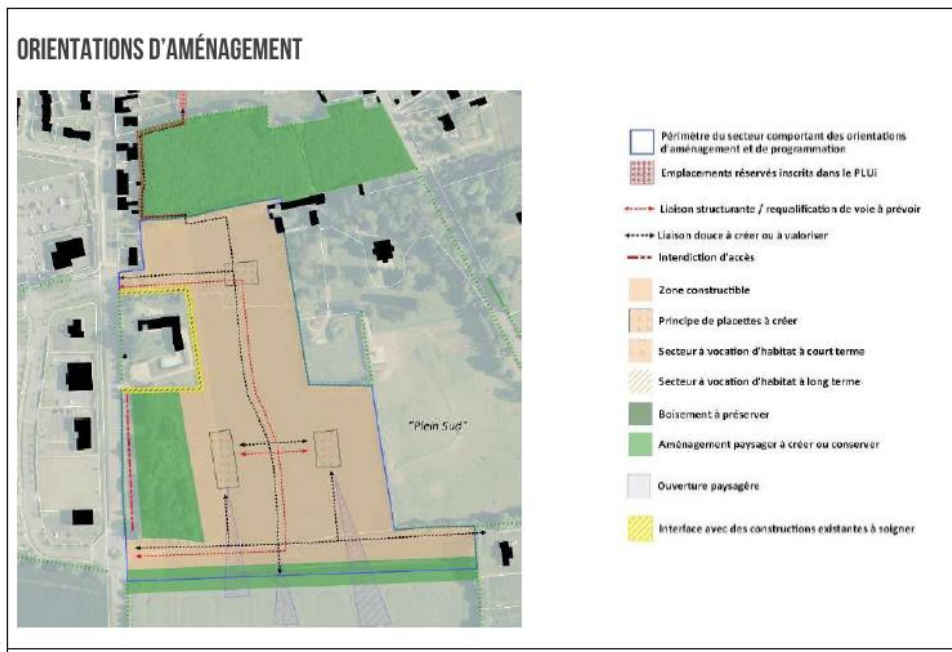 ORIENTATIONS D'AMÉNAGEMENT
"Plein Sud"
Périmètre du secteur comportant des orientations
d'aménagement et de programmation
Emplacements réservés inscrits dans le PLUi
Liaison structurante / requalification de voie à prévoir
Liaison douce à créer ou à valoriser
Interdiction d'accès
Zone constructible
Principe de placettes à créer
Secteur à vocation d'habitat à court terme
Secteur à vocation d'habitat à long terme
Boisement à préserver
Aménagement paysager à créer ou conserver
Ouverture paysagère
Interface avec des constructions existantes à soigner